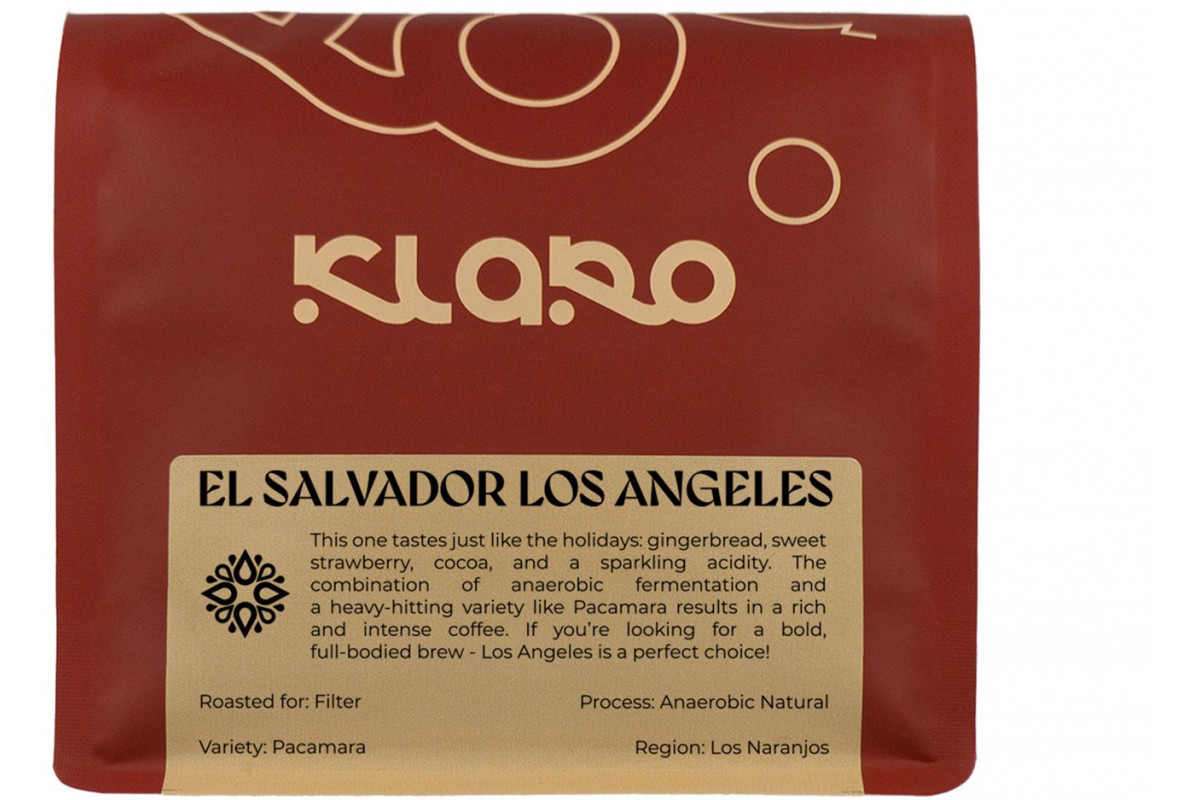 KLARO
EL SALVADOR LOS ANGELES
This one tastes just like the holidays: gingerbread, sweet
strawberry, cocoa, and a sparkling acidity. The
combination of anaerobic fermentation and
a heavy-hitting variety like Pacamara results in a rich
and intense coffee. If you’re looking for a bold,
full-bodied brew - Los Angeles is a perfect choice!
Roasted for: Filter
Process: Anaerobic Natural
Variety: Pacamara
Region: Los Naranjos